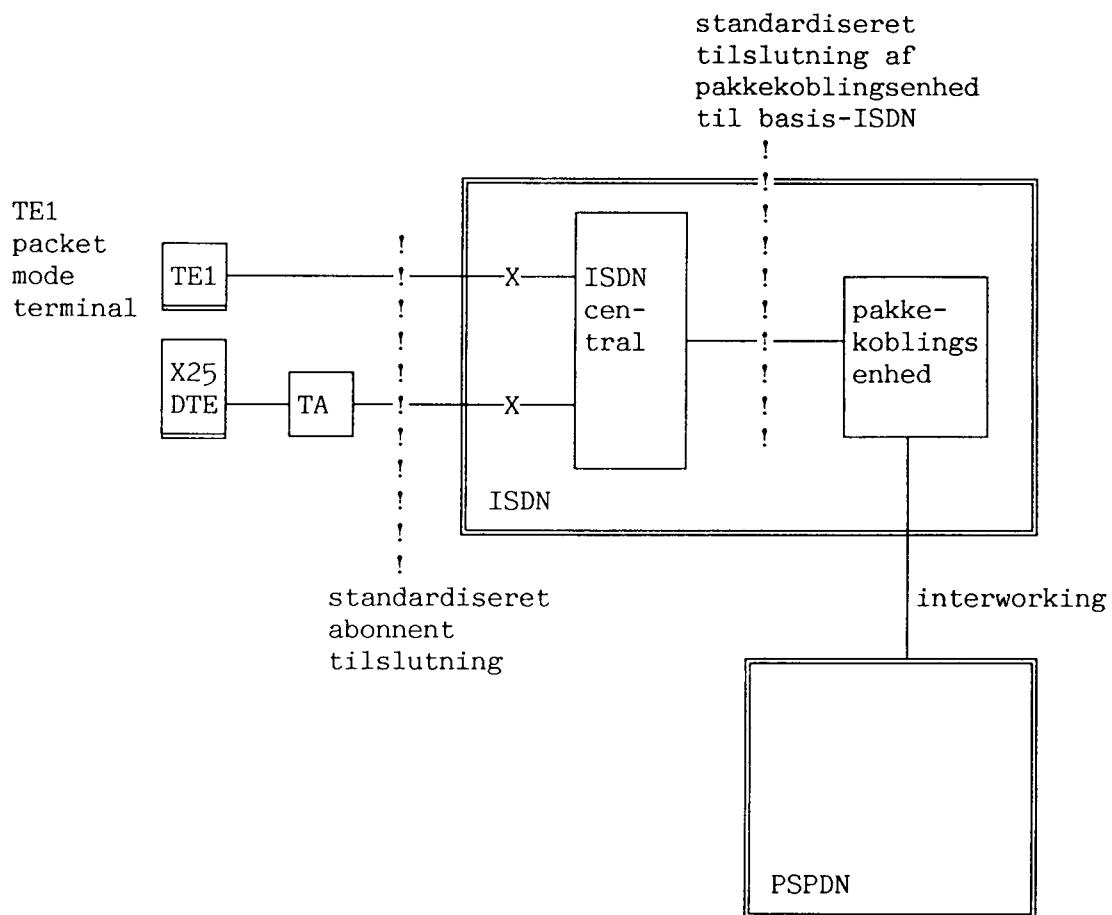 standardiseret
tilslutning af
pakkekoblingsenhed
til basis-ISDN
TE1
packet
mode
terminal
TE1
X
ISDN
cen-
tral
pakke-
koblings
enhed
X25
DTE
TA
X
ISDN
standardiseret
abonnent
tilslutning
interworking
PSPDN